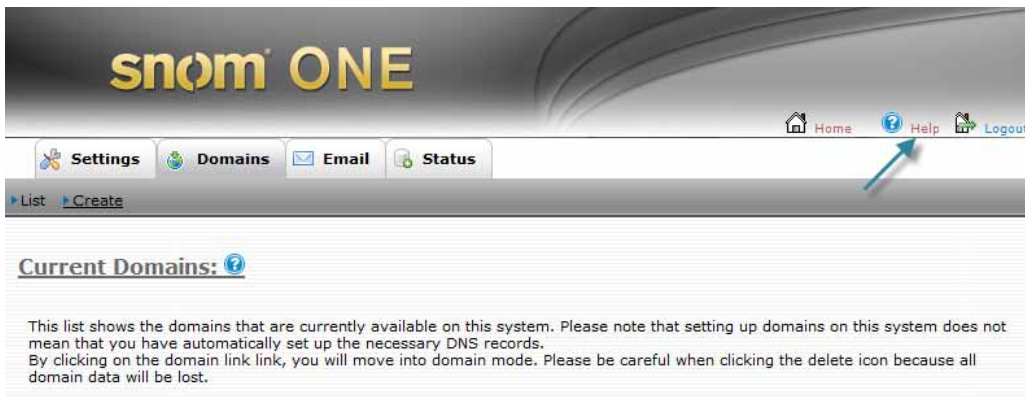 snom ONE
Home Help Logout
Settings Domains Email Status
List Create
Current Domains:
This list shows the domains that are currently available on this system. Please note that setting up domains on this system does not
mean that you have automatically set up the necessary DNS records.
By clicking on the domain link link, you will move into domain mode. Please be careful when clicking the delete icon because all
domain data will be lost.